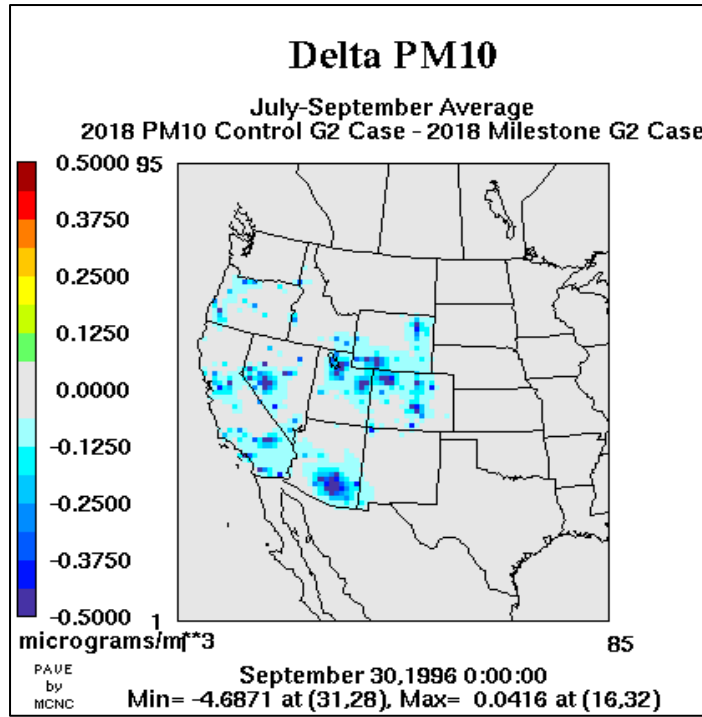 Delta PM10
July-September Average
2018 PM10 Control G2 Case - 2018 Milestone G2 Case
0.5000
95
0.3750
0.2500
0.1250
0.0000
-0.1250
-0.2500
-0.3750
-0.5000
1
micrograms/m**3
1
85
PAVE
by
MCNC
September 30,1996 0:00:00
Min= -4.6871 at (31,28), Max= 0.0416 at (16,32)